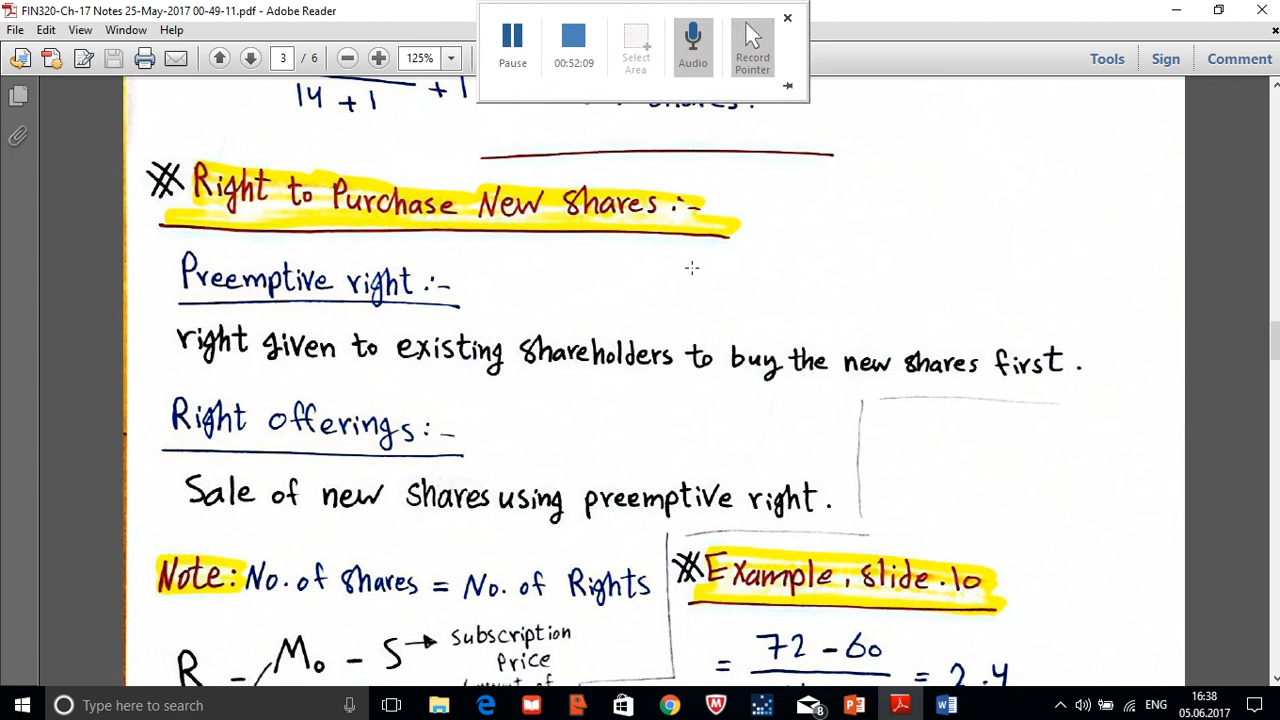 FIN320-Ch-17 Notes 25-May-2017 00-49-11.pdf - Adobe Reader
File Edit View Window Help
3 / 6 125%
Tools Sign Comment
Pause 00:52:09 Select Area Audio Record Pointer
14 + 1 + 1
Right to Purchase New Shares :-
Preemptive right :-
right given to existing shareholders to buy the new shares first .
Right offerings :-
Sale of new shares using preemptive right .
Note: No. of shares = No. of Rights
M₀ - S → subscription
Price
R =
Example, slide.10
72 - 60
= = 2.4
Type here to search
8
ENG
16:38
05.06.2017